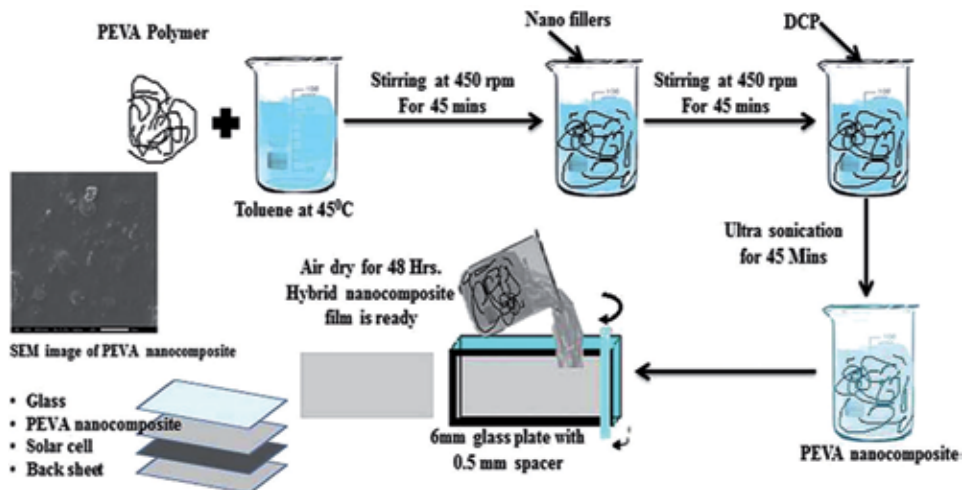 PEVA Polymer
Nano fillers
DCP
Stirring at 450 rpm
For 45 mins
Stirring at 450 rpm
For 45 mins
Toluene at 45⁰C
Ultra sonication
for 45 Mins
Air dry for 48 Hrs.
Hybrid nanocomposite
film is ready
SEM image of PEVA nanocomposite
• Glass
• PEVA nanocomposite
• Solar cell
• Back sheet
6mm glass plate with
0.5 mm spacer
PEVA nanocomposite